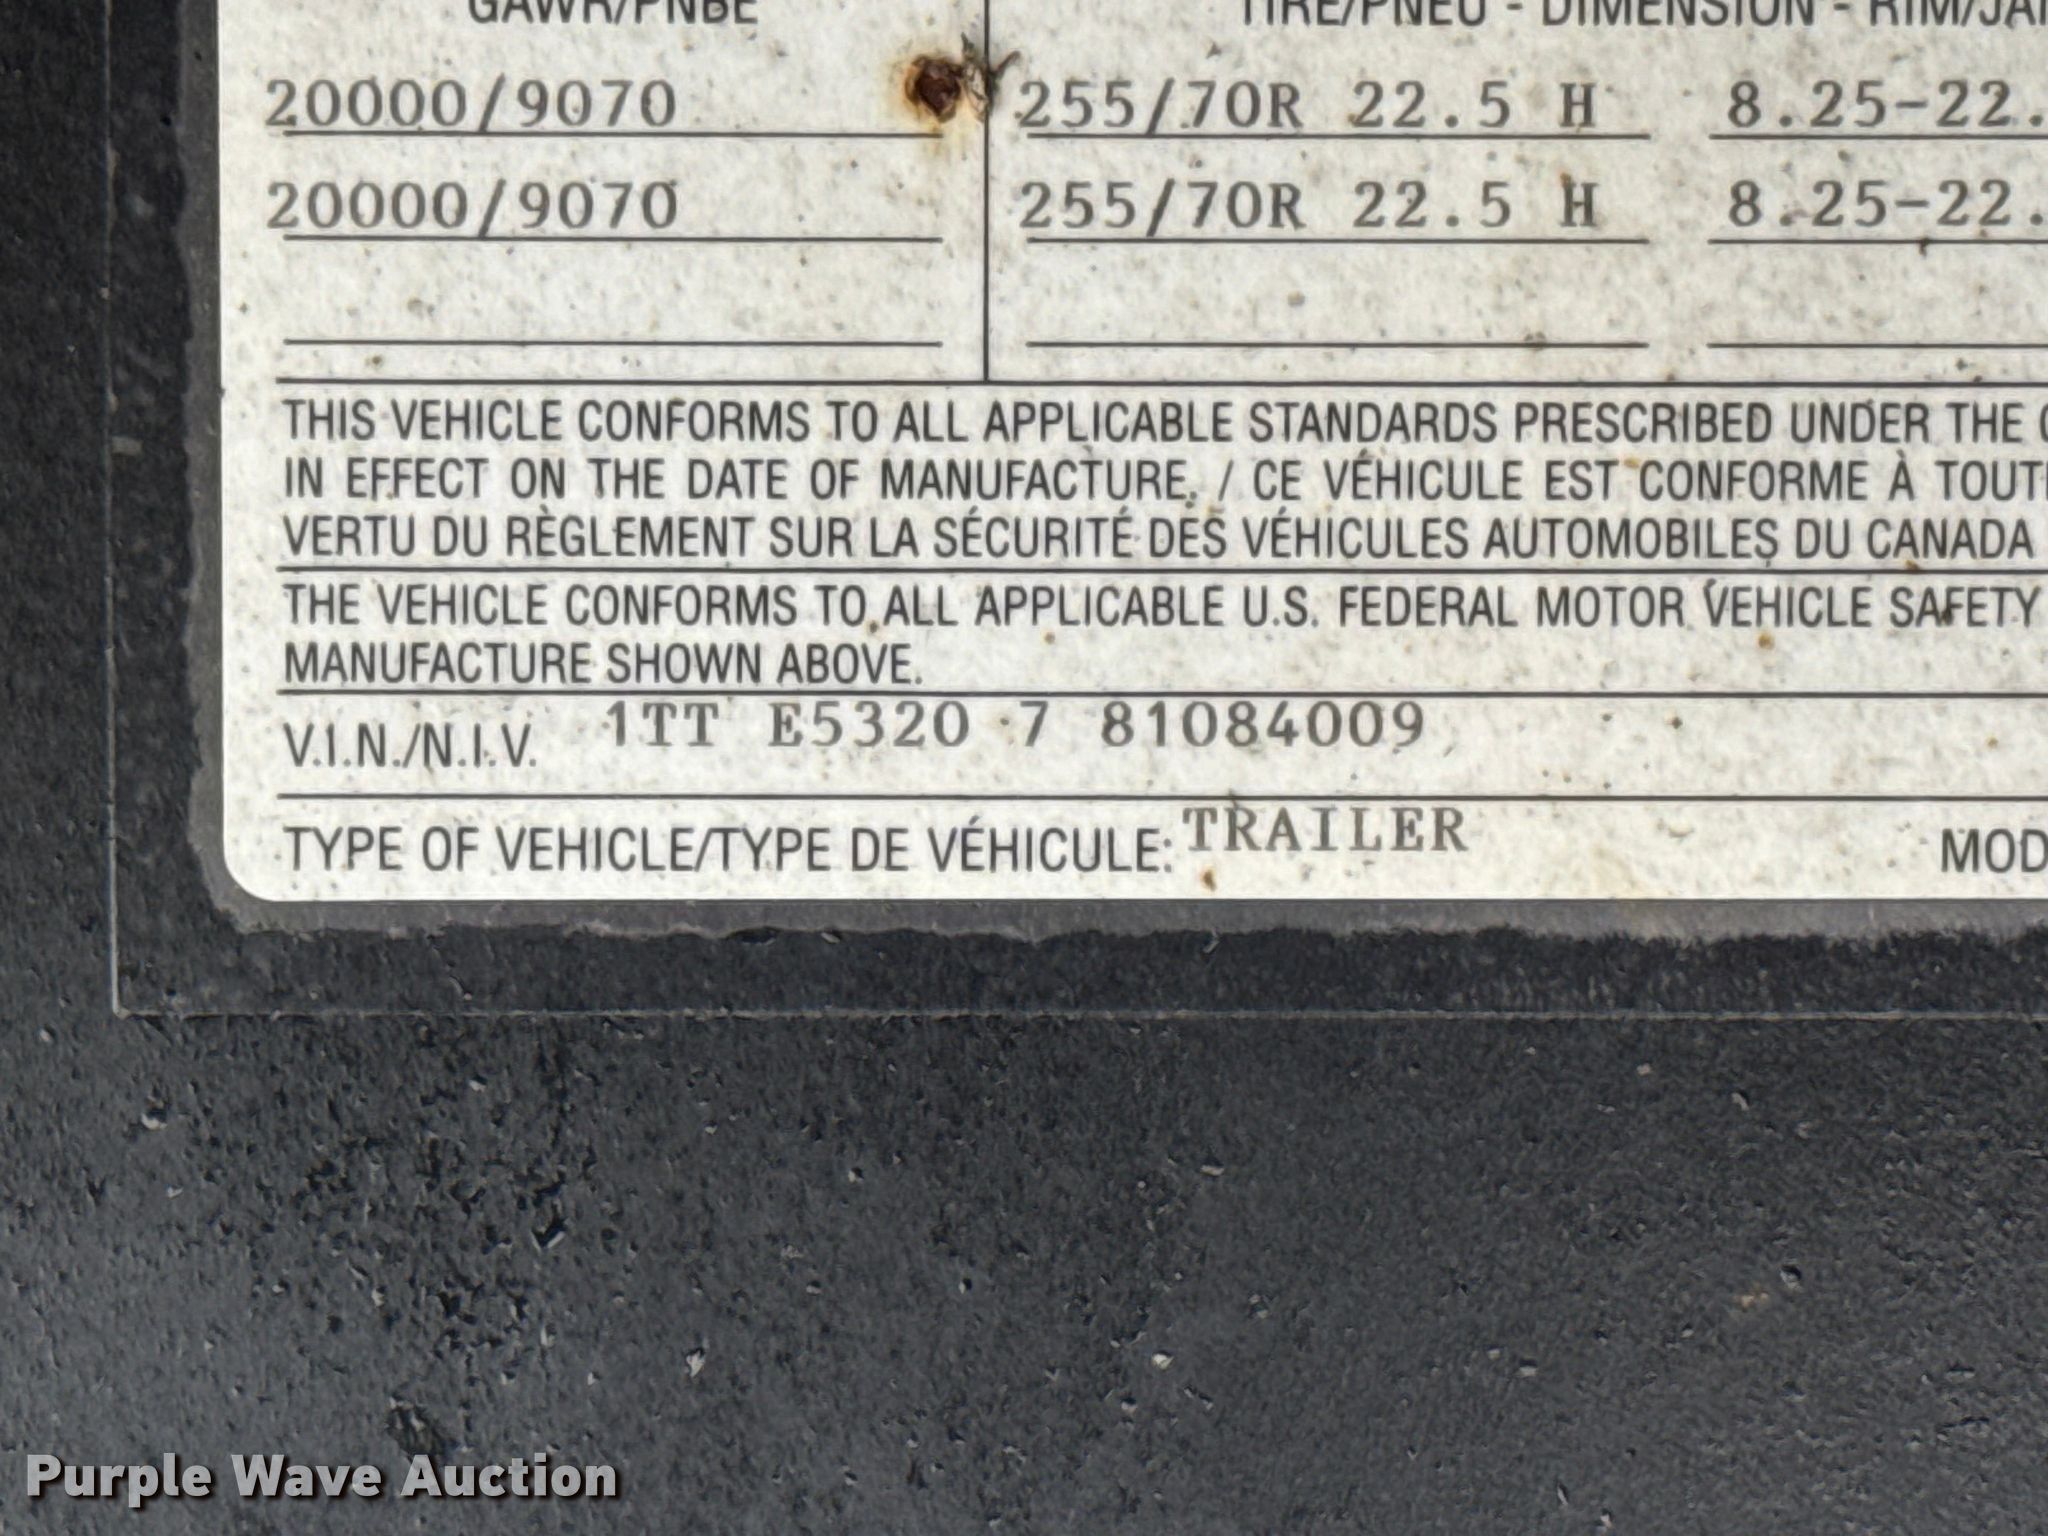 GAWR/PNBE TIRE/PNEU - DIMENSION - RIM/JAN
20000/9070 255/70R 22.5 H 8.25-22.
20000/9070 255/70R 22.5 H 8.25-22.
THIS VEHICLE CONFORMS TO ALL APPLICABLE STANDARDS PRESCRIBED UNDER THE C
IN EFFECT ON THE DATE OF MANUFACTURE. / CE VÉHICULE EST CONFORME À TOUTE
VERTU DU RÈGLEMENT SUR LA SÉCURITÉ DES VÉHICULES AUTOMOBILES DU CANADA
THE VEHICLE CONFORMS TO ALL APPLICABLE U.S. FEDERAL MOTOR VEHICLE SAFETY
MANUFACTURE SHOWN ABOVE.
V.I.N./N.I.V. 1TT E5320 7 81084009
TYPE OF VEHICLE/TYPE DE VÉHICULE: TRAILER MOD
Purple Wave Auction